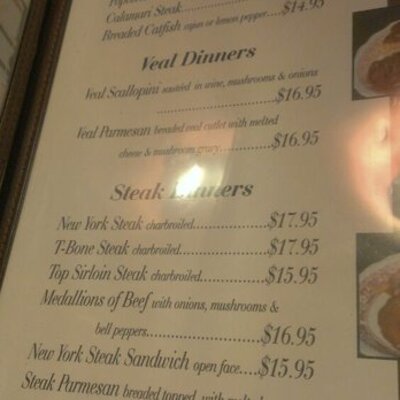 Calamari Steak..............$14.95
Breaded Catfish cajun or lemon pepper....
Veal Dinners
Veal Scallopini sautéed in wine, mushrooms & onions
..............................$16.95
Veal Parmesan breaded veal cutlet with melted
cheese & mushroom gravy......$16.95
Steak Dinners
New York Steak charbroiled..................$17.95
T-Bone Steak charbroiled.....................$17.95
Top Sirloin Steak charbroiled.................$15.95
Medallions of Beef with onions, mushrooms &
bell peppers...........................$16.95
New York Steak Sandwich open face....$15.95
Steak Parmesan breaded topped, with